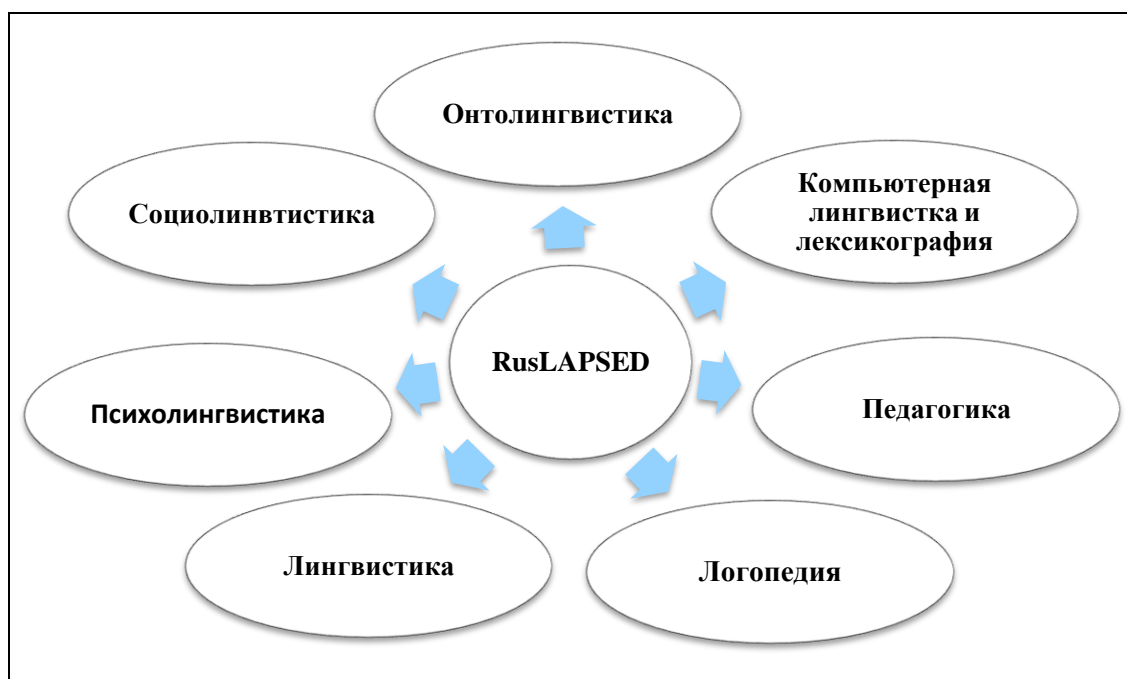 Онтолингвистика
Социолинвтистика
Компьютерная
лингвистка и
лексикография
RusLAPSED
Психолингвистика
Педагогика
Лингвистика
Логопедия